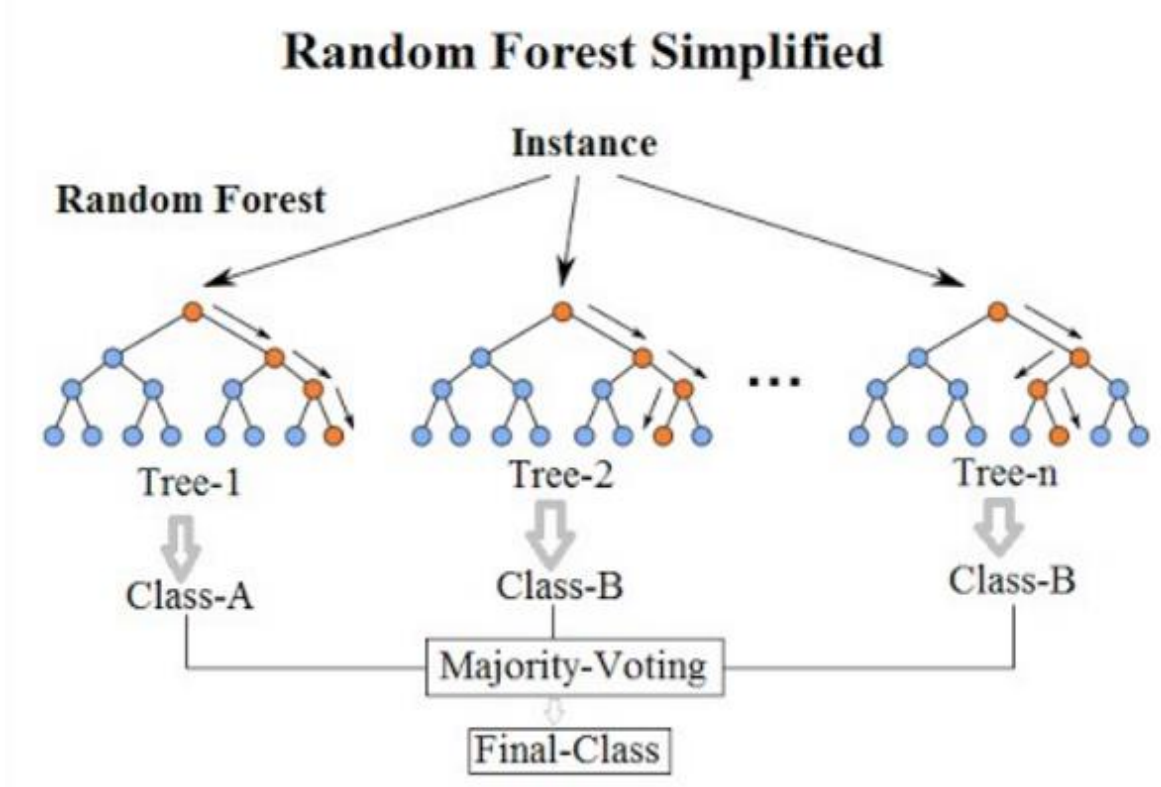 Random Forest Simplified
Instance
Random Forest
...
Tree-1
Tree-2
Tree-n
Class-A
Class-B
Class-B
Majority-Voting
Final-Class